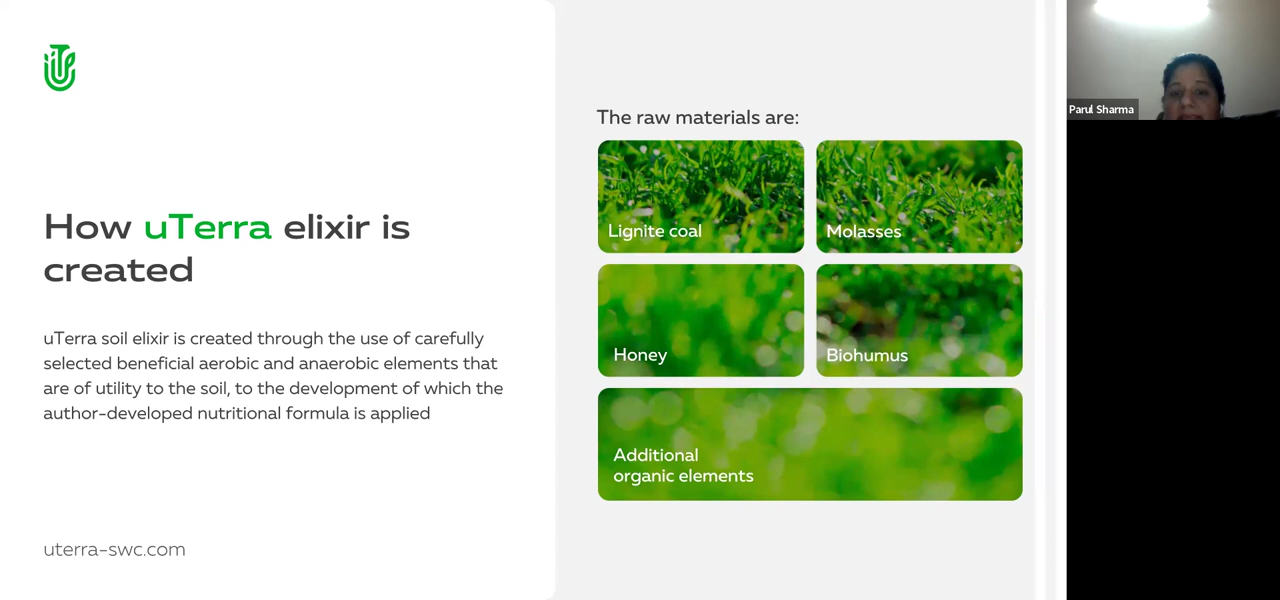 How uTerra elixir is
created
uTerra soil elixir is created through the use of carefully
selected beneficial aerobic and anaerobic elements that
are of utility to the soil, to the development of which the
author-developed nutritional formula is applied
uterra-swc.com
The raw materials are:
Lignite coal
Molasses
Honey
Biohumus
Additional
organic elements
Parul Sharma